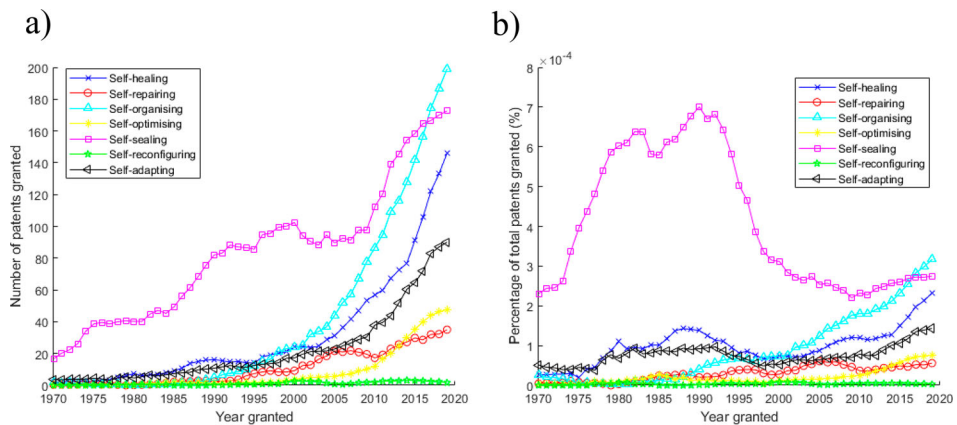 a)
Number of patents granted
200
180
160
140
120
100
80
60
40
20
0
Self-healing
Self-repairing
Self-organising
Self-optimising
Self-sealing
Self-reconfiguring
Self-adapting
1970 1975 1980 1985 1990 1995 2000 2005 2010 2015 2020
Year granted
b)
× 10⁻⁴
Percentage of total patents granted (%)
8
7
6
5
4
3
2
1
0
Self-healing
Self-repairing
Self-organising
Self-optimising
Self-sealing
Self-reconfiguring
Self-adapting
1970 1975 1980 1985 1990 1995 2000 2005 2010 2015 2020
Year granted